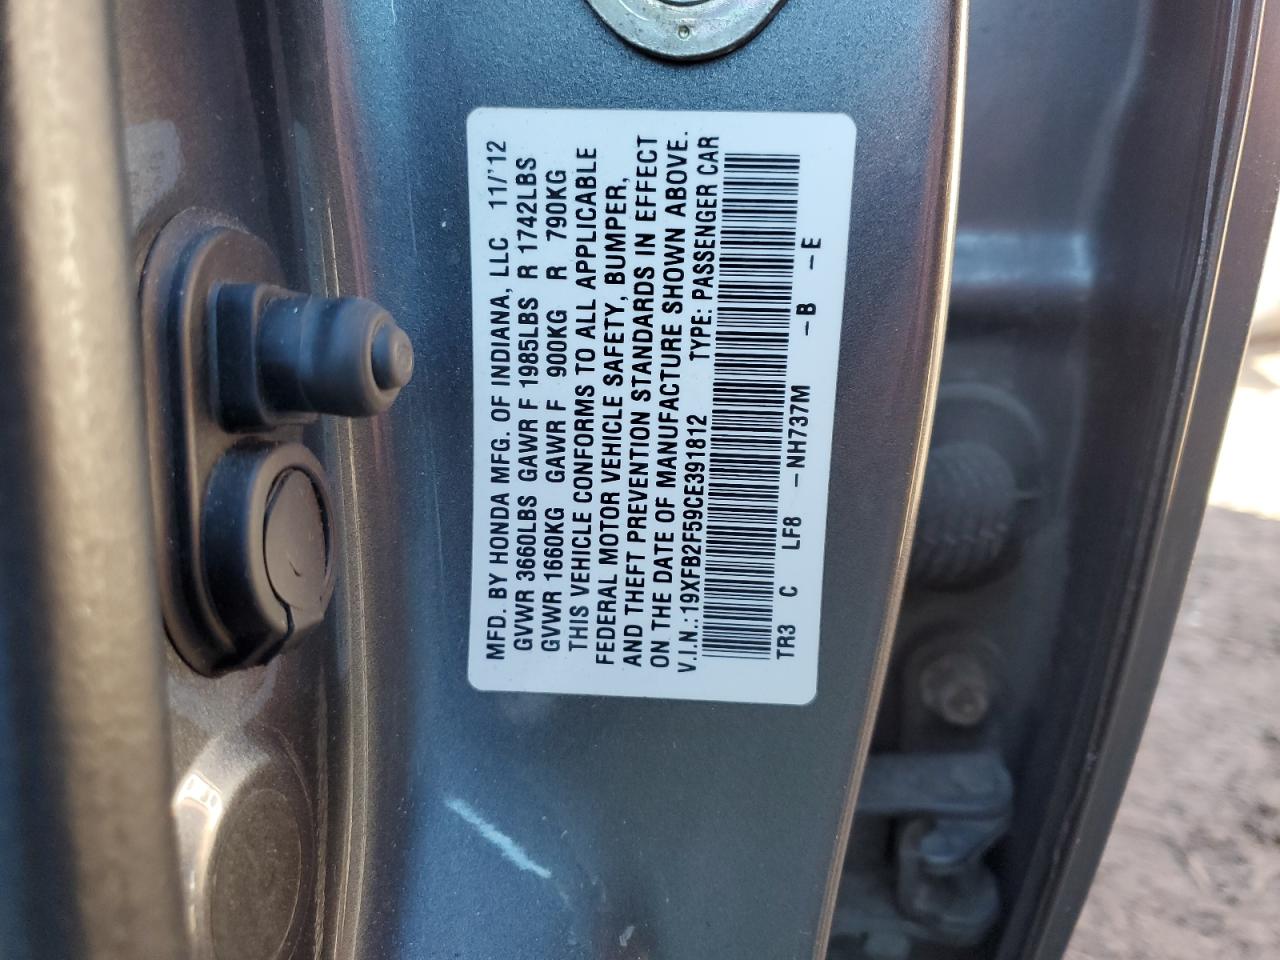 MFD. BY HONDA MFG. OF INDIANA, LLC 11/'12
GVWR 3660LBS GAWR F 1985LBS R 1742LBS
GVWR 1660KG GAWR F 900KG R 790KG
THIS VEHICLE CONFORMS TO ALL APPLICABLE
FEDERAL MOTOR VEHICLE SAFETY, BUMPER,
AND THEFT PREVENTION STANDARDS IN EFFECT
ON THE DATE OF MANUFACTURE SHOWN ABOVE.
V.I.N.:19XFB2F59CE391812 TYPE: PASSENGER CAR
TR3 C LF8 -NH737M -B -E